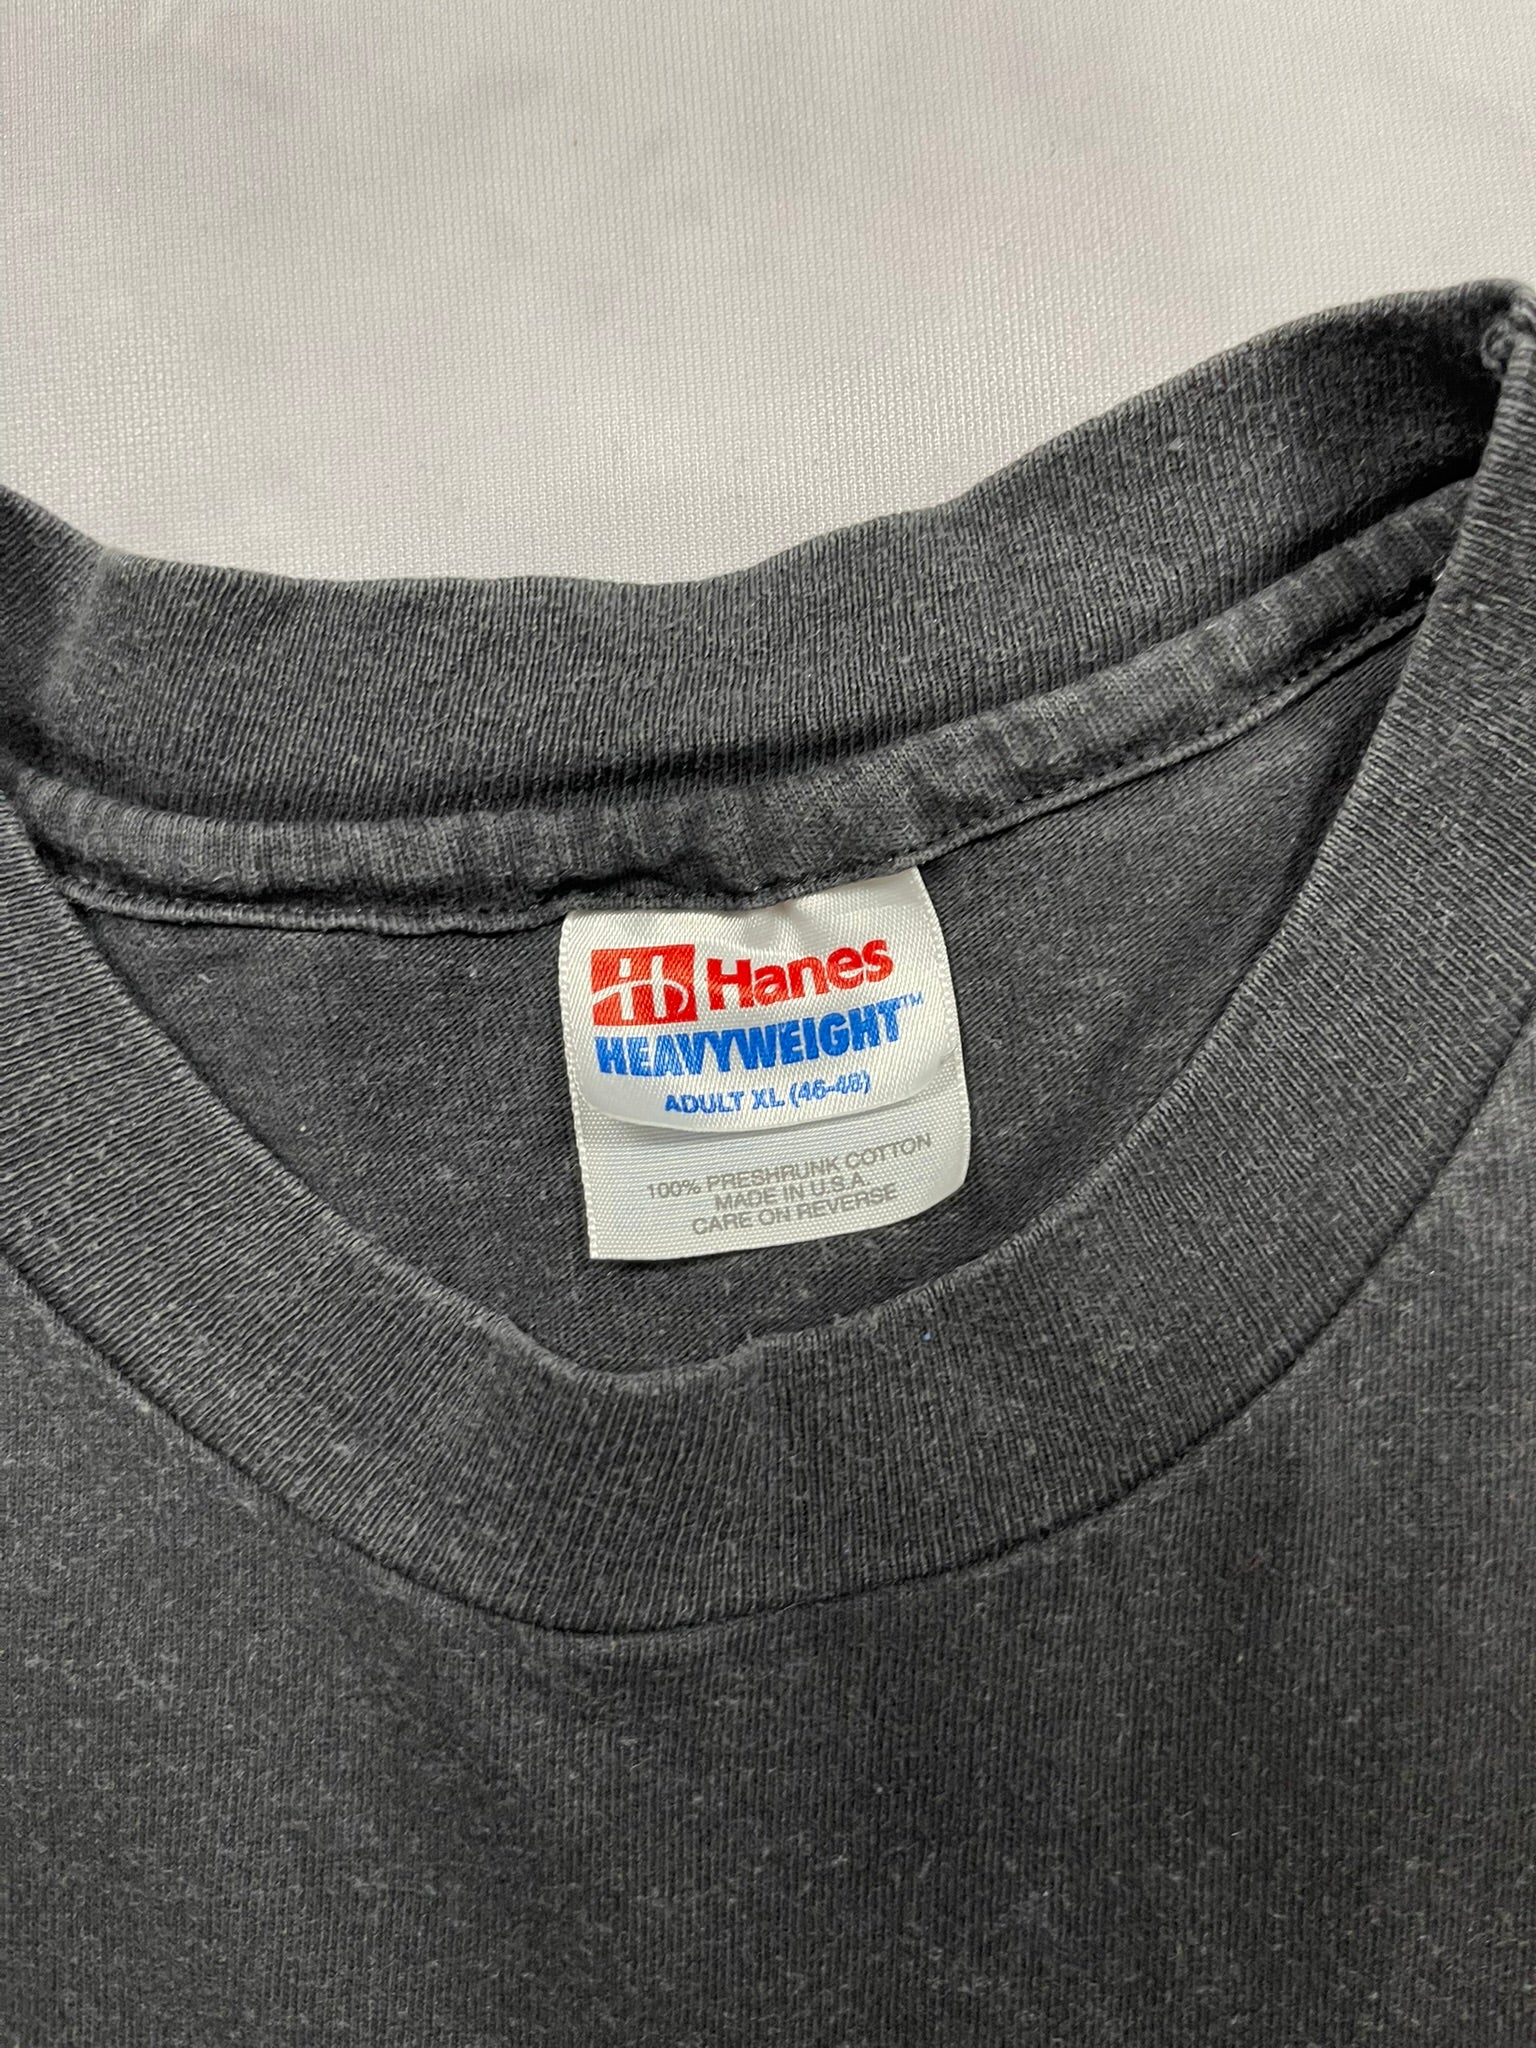 Hanes
HEAVYWEIGHT™
ADULT XL (46-48)
100% PRESHRUNK COTTON
MADE IN U.S.A.
CARE ON REVERSE